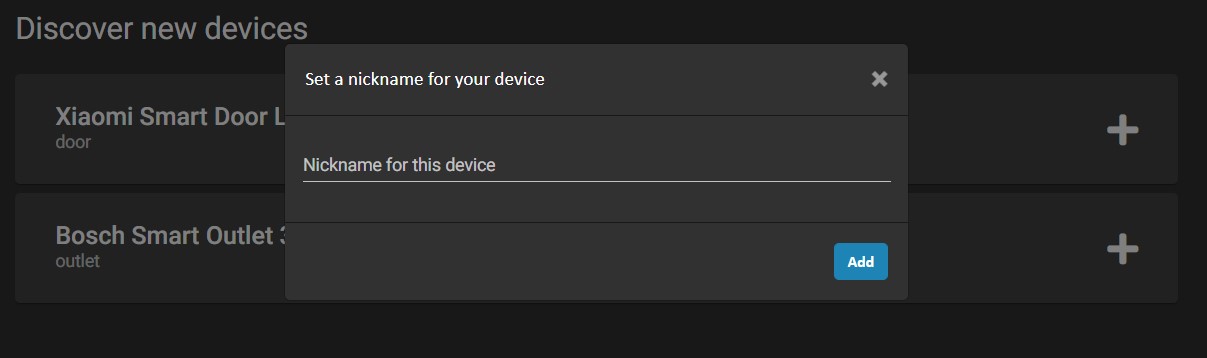 Discover new devices
Set a nickname for your device
Xiaomi Smart Door
door
Nickname for this device
Bosch Smart Outlet
outlet
Add